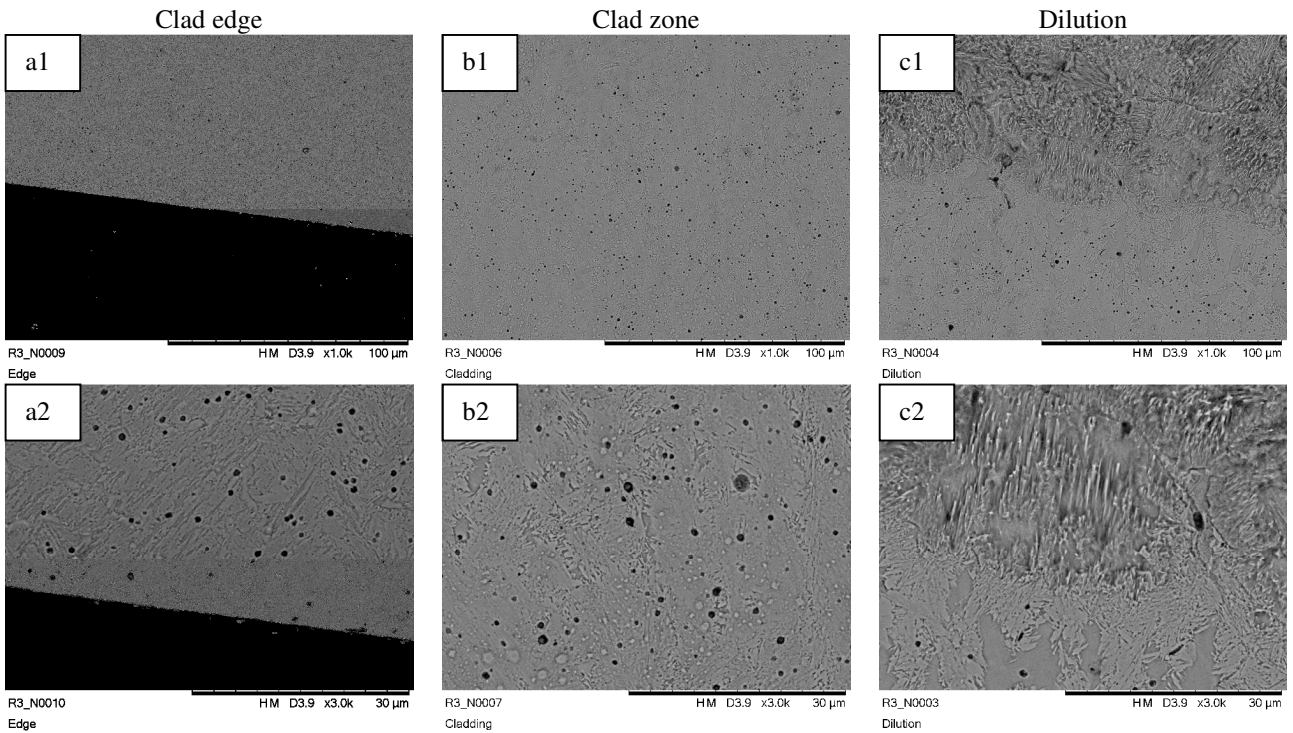 Clad edge
Clad zone
Dilution
a1
b1
c1
R3_N0009 HM D3.9 x1.0k 100 µm
Edge
R3_N0006 HM D3.9 x1.0k 100 µm
Cladding
R3_N0004 HM D3.9 x1.0k 100 µm
Dilution
a2
b2
c2
R3_N0010 HM D3.9 x3.0k 30 µm
Edge
R3_N0007 HM D3.9 x3.0k 30 µm
Cladding
R3_N0003 HM D3.9 x3.0k 30 µm
Dilution